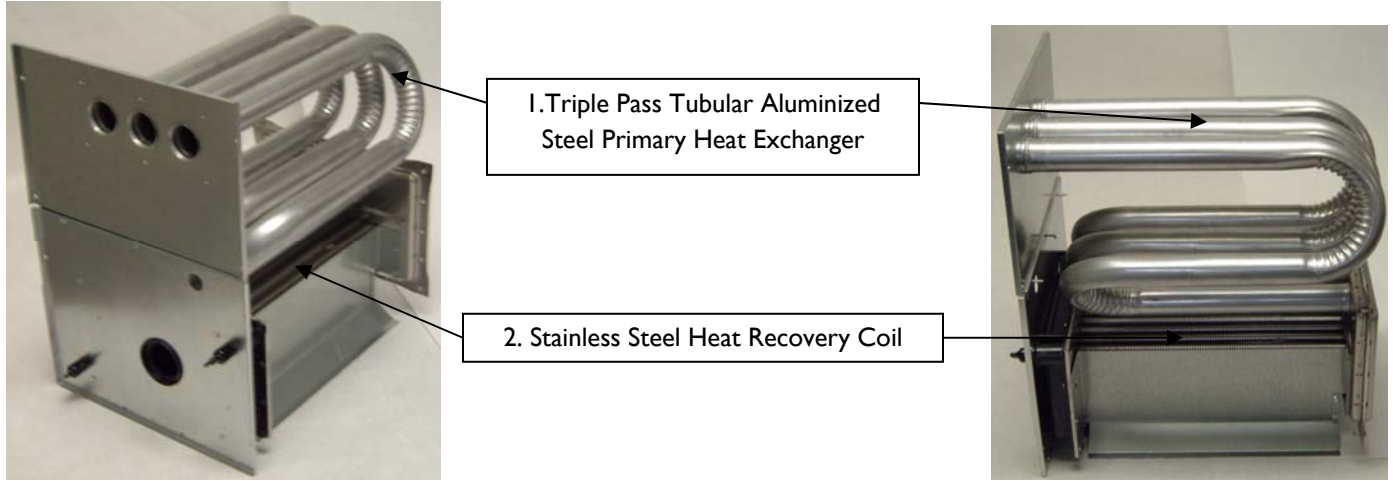 1.Triple Pass Tubular Aluminized
Steel Primary Heat Exchanger
2. Stainless Steel Heat Recovery Coil